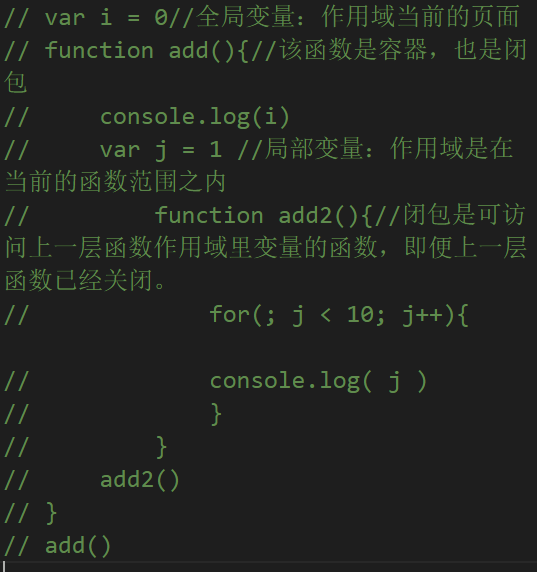 // var i = 0//全局变量：作用域当前的页面
// function add(){//该函数是容器，也是闭
包
//     console.log(i)
//     var j = 1 //局部变量：作用域是在
当前的函数范围之内
//         function add2(){//闭包是可访
问上一层函数作用域里变量的函数，即便上一层
函数已经关闭。
//             for(; j < 10; j++){
//             console.log( j )
//             }
//         }
//     add2()
// }
// add()